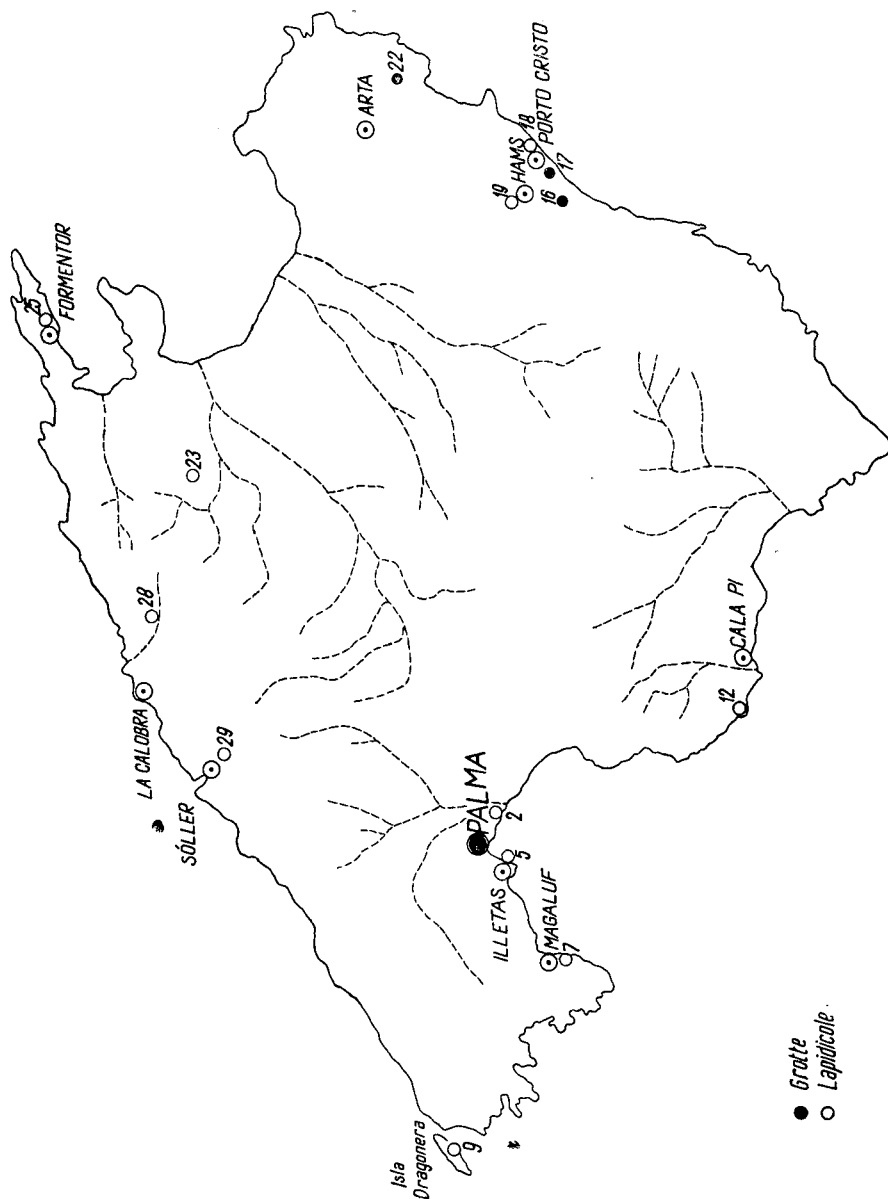 FORMENTOR
25
ARTA
22
PORTO CRISTO
18
HAMS
17
19
16
23
28
LA CALOBRA
29
SÓLLER
PALMA
2
5
ILLETAS
MAGALUF
7
CALA PI
12
Isla
Dragonera
9
Grotte
Lapidicole